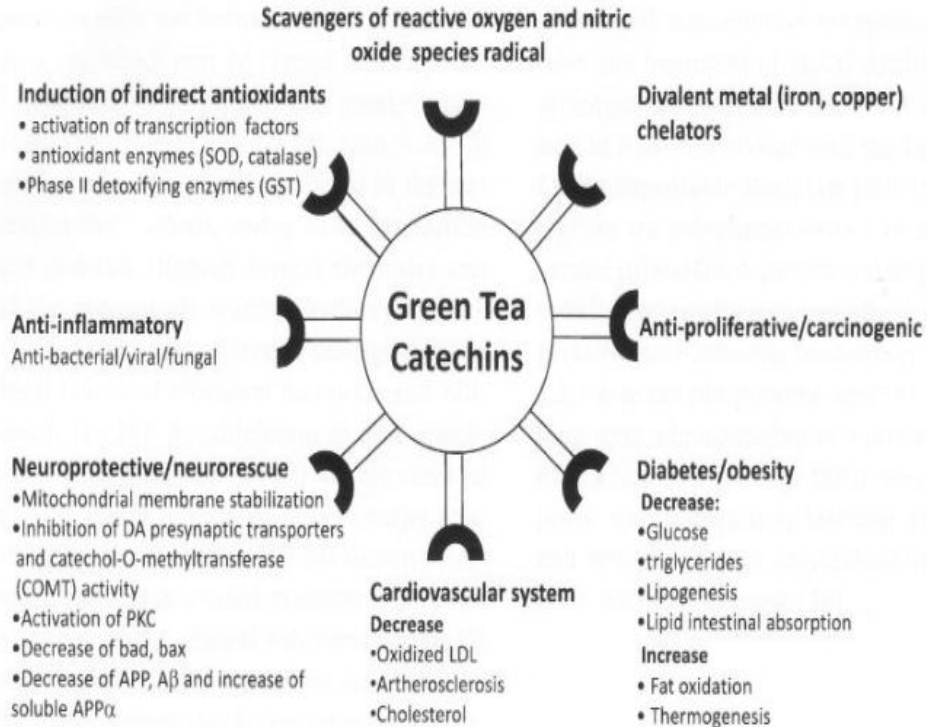 Scavengers of reactive oxygen and nitric
oxide species radical
Induction of indirect antioxidants
• activation of transcription factors
• antioxidant enzymes (SOD, catalase)
•Phase II detoxifying enzymes (GST)
Divalent metal (iron, copper)
chelators
Green Tea
Catechins
Anti-inflammatory
Anti-bacterial/viral/fungal
Anti-proliferative/carcinogenic
Neuroprotective/neurorescue
•Mitochondrial membrane stabilization
•Inhibition of DA presynaptic transporters
and catechol-O-methyltransferase
(COMT) activity
•Activation of PKC
•Decrease of bad, bax
•Decrease of APP, Aβ and increase of
soluble APPα
Cardiovascular system
Decrease
•Oxidized LDL
•Artherosclerosis
•Cholesterol
Diabetes/obesity
Decrease:
•Glucose
•triglycerides
•Lipogenesis
•Lipid intestinal absorption
Increase
• Fat oxidation
• Thermogenesis